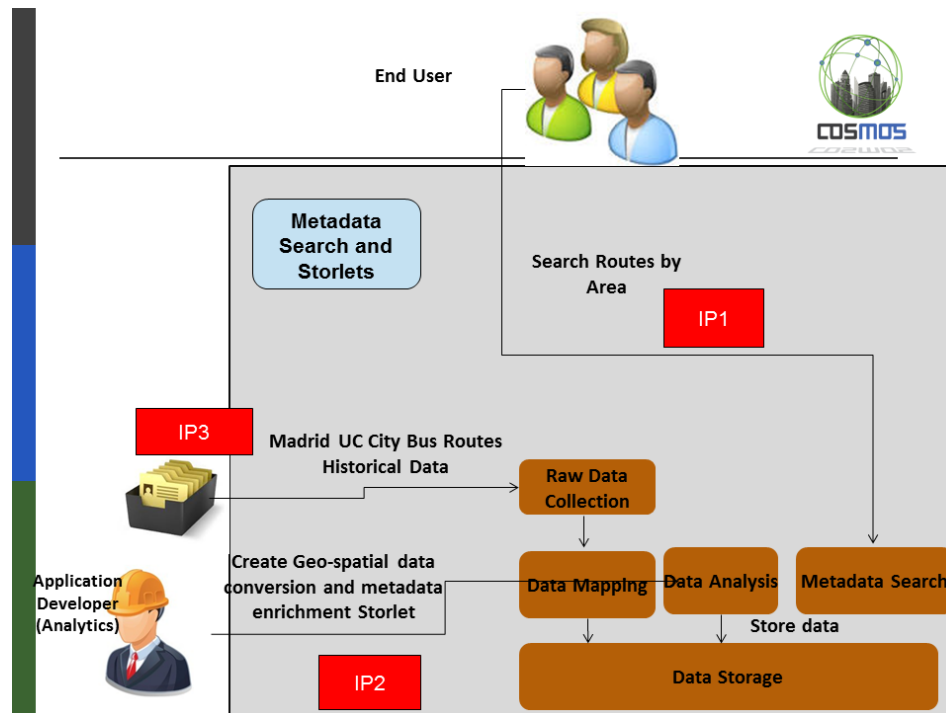 End User
COSMOS
Metadata
Search and
Storlets
Search Routes by
Area
IP1
IP3
Madrid UC City Bus Routes
Historical Data
Raw Data
Collection
Create Geo-spatial data
conversion and metadata
enrichment Storlet
Application
Developer
(Analytics)
Data Mapping
Data Analysis
Metadata Search
Store data
IP2
Data Storage